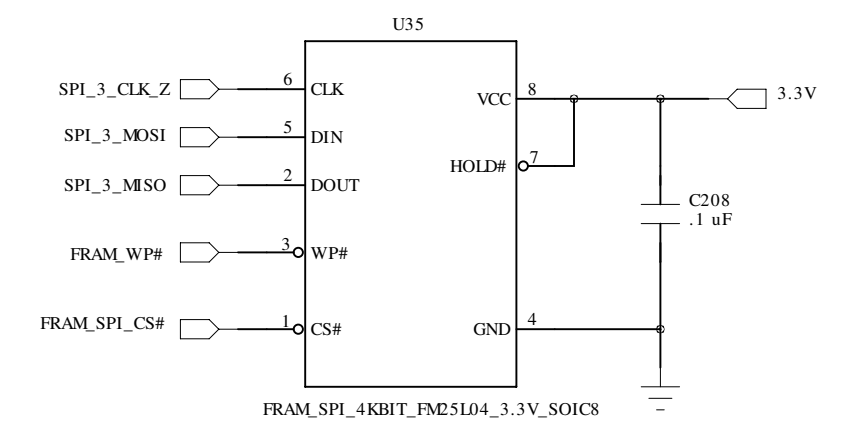 U35
SPI_3_CLK_Z 6 CLK
VCC 8 3.3V
SPI_3_MOSI 5 DIN
HOLD# 7
SPI_3_MISO 2 DOUT
C208
.1 uF
FRAM_WP# 3 WP#
FRAM_SPI_CS# 1 CS#
GND 4
FRAM_SPI_4KBIT_FM25L04_3.3V_SOIC8